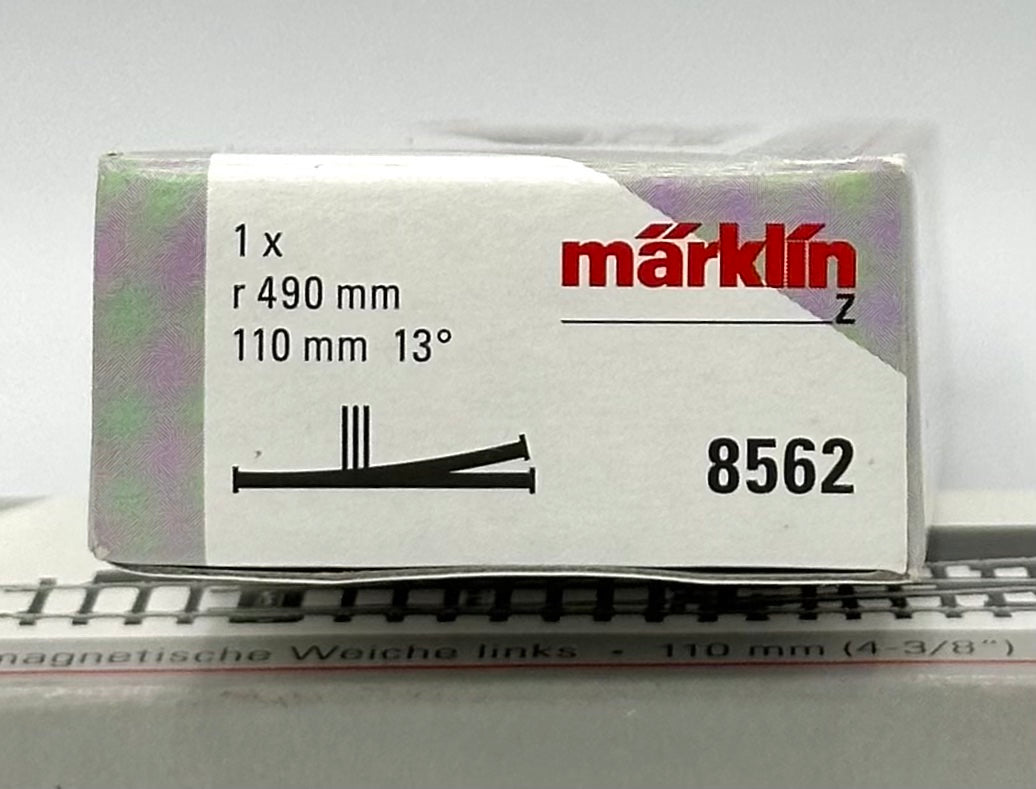 1 x
r 490 mm
110 mm 13°
märklin
Z
8562
magnetische Weiche links • 110 mm (4-3/8“)